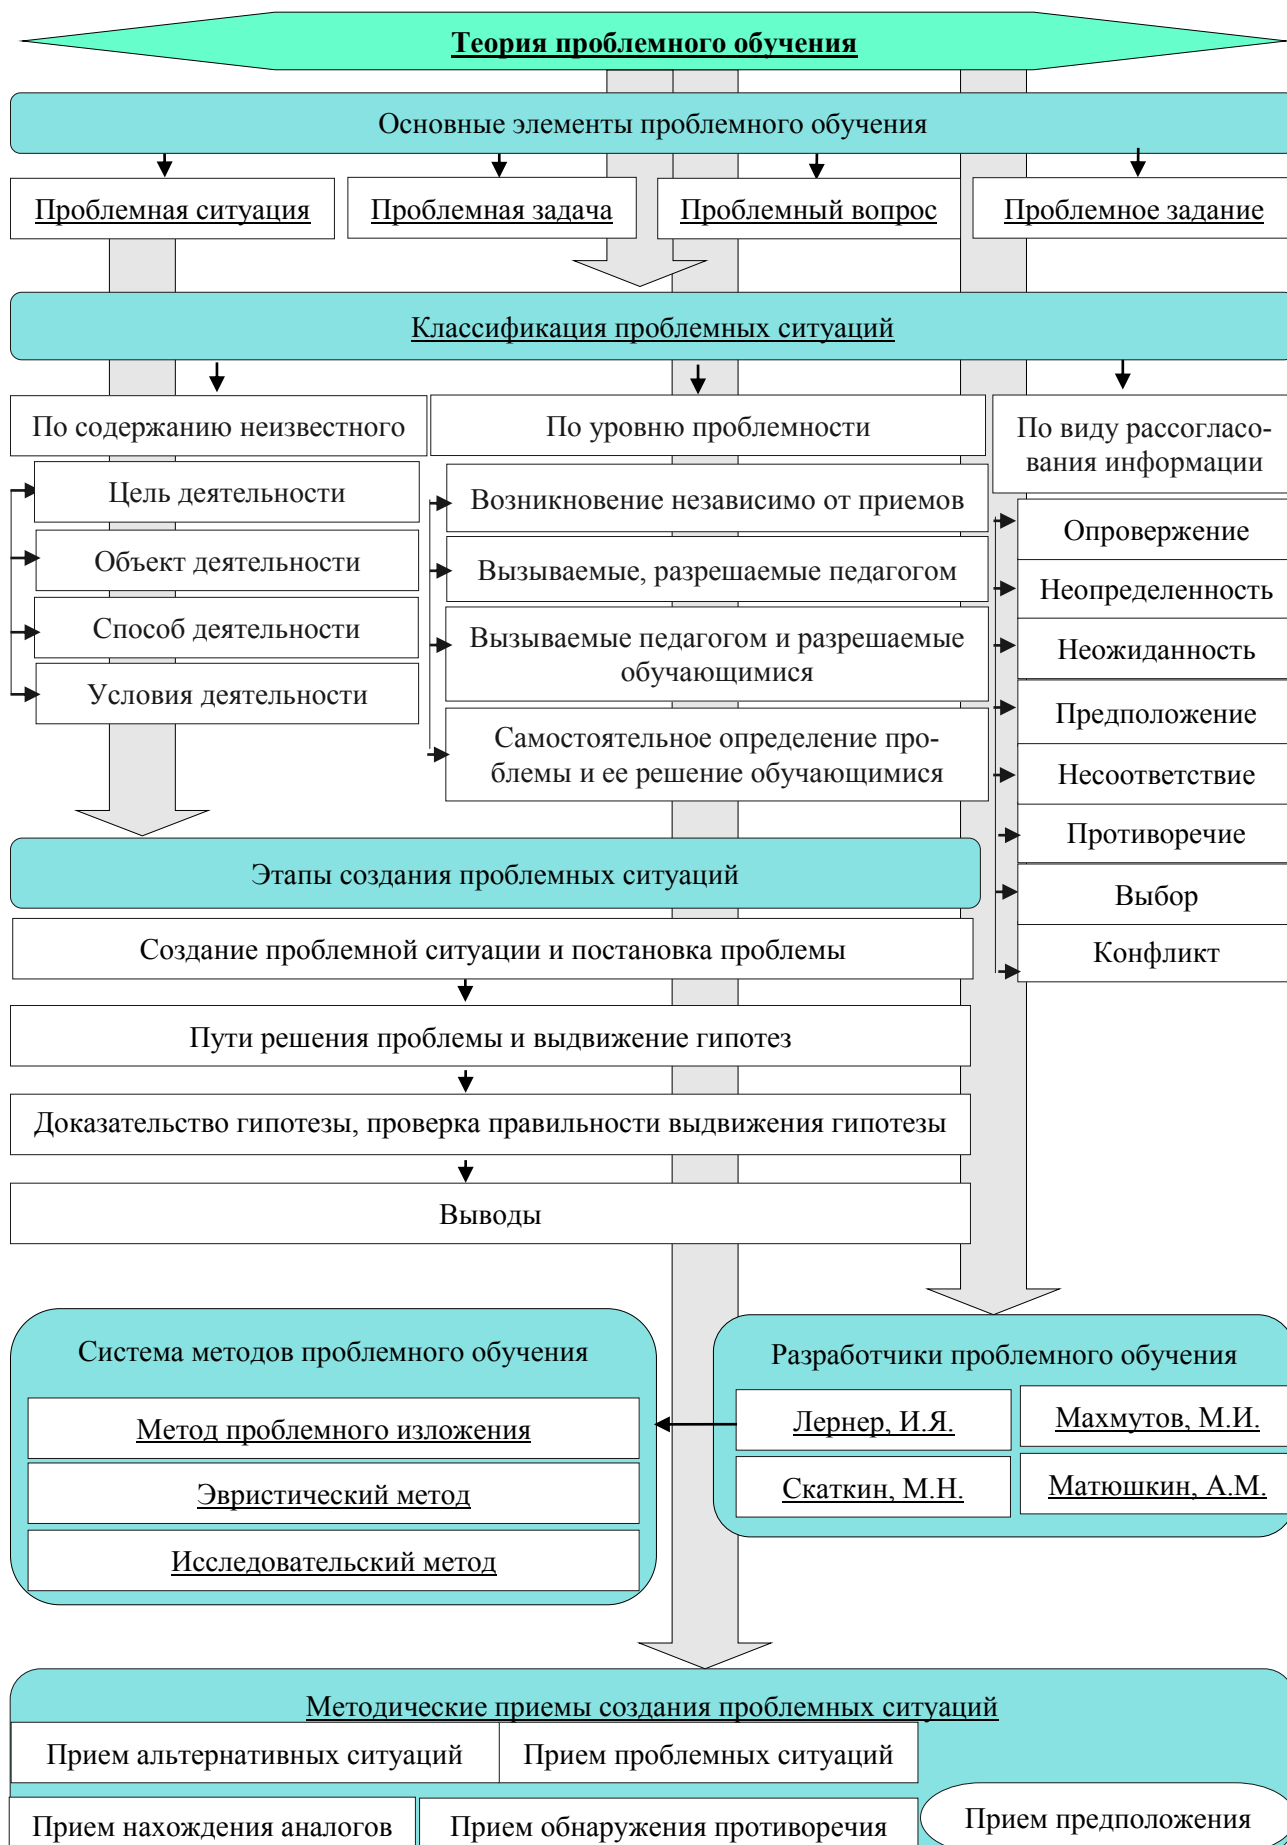 Теория проблемного обучения
Основные элементы проблемного обучения
Проблемная ситуация
Проблемная задача
Проблемный вопрос
Проблемное задание
Классификация проблемных ситуаций
По содержанию неизвестного
Цель деятельности
Объект деятельности
Способ деятельности
Условия деятельности
По уровню проблемности
Возникновение независимо от приемов
Вызываемые, разрешаемые педагогом
Вызываемые педагогом и разрешаемые
обучающимися
Самостоятельное определение про-
блемы и ее решение обучающимися
По виду рассогласо-
вания информации
Опровержение
Неопределенность
Неожиданность
Предположение
Несоответствие
Противоречие
Выбор
Конфликт
Этапы создания проблемных ситуаций
Создание проблемной ситуации и постановка проблемы
Пути решения проблемы и выдвижение гипотез
Доказательство гипотезы, проверка правильности выдвижения гипотезы
Выводы
Система методов проблемного обучения
Метод проблемного изложения
Эвристический метод
Исследовательский метод
Разработчики проблемного обучения
Лернер, И.Я.
Махмутов, М.И.
Скаткин, М.Н.
Матюшкин, А.М.
Методические приемы создания проблемных ситуаций
Прием альтернативных ситуаций
Прием проблемных ситуаций
Прием нахождения аналогов
Прием обнаружения противоречия
Прием предположения